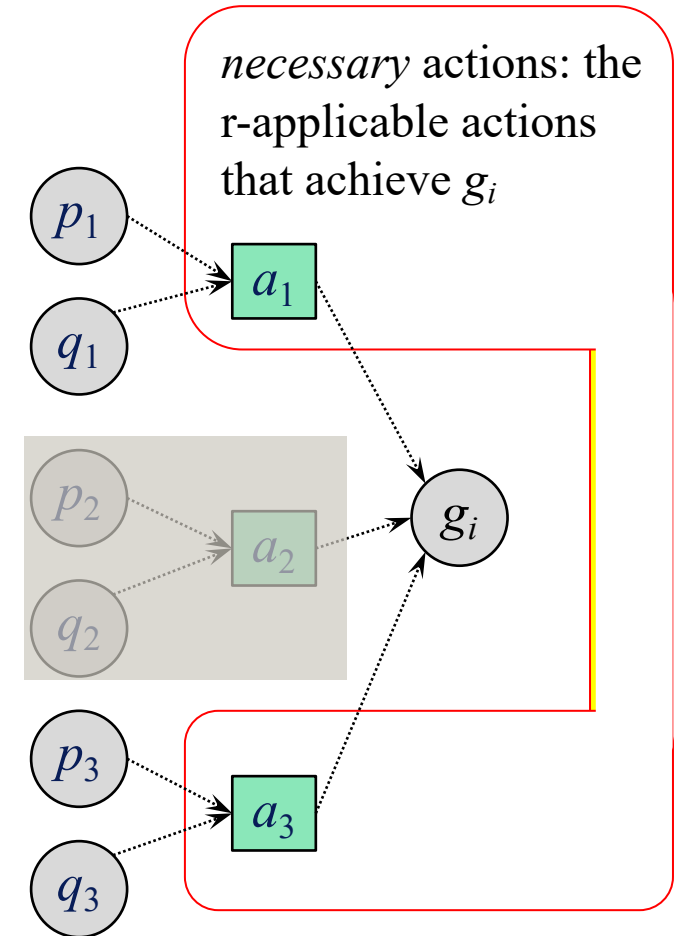 necessary actions: the
r-applicable actions
that achieve gᵢ
p₁
a₁
q₁
p₂
gᵢ
a₂
q₂
p₃
a₃
q₃